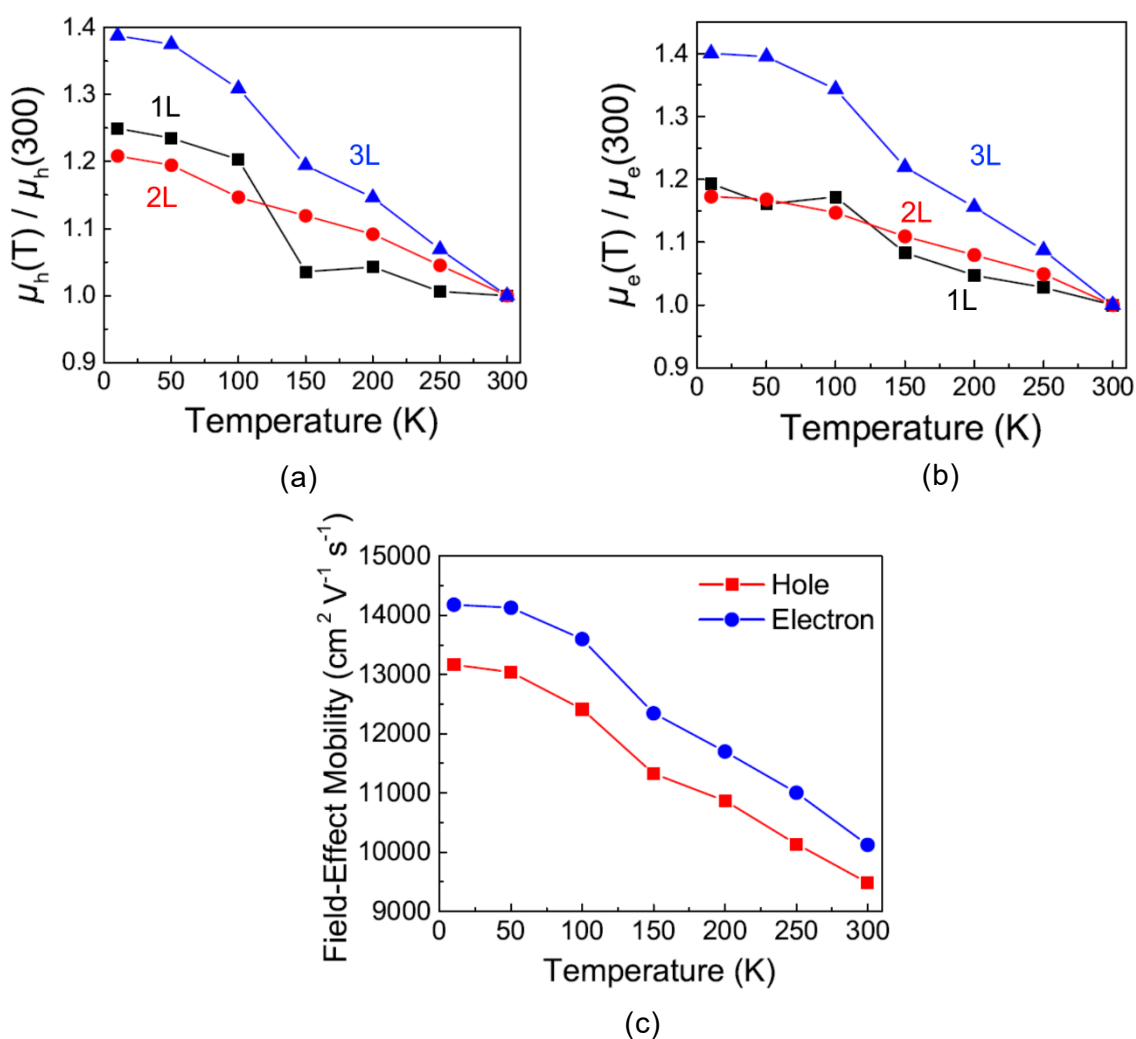 1.4
1.3
1.2
1.1
1.0
0.9
μh(T) / μh(300)
1L
2L
3L
0 50 100 150 200 250 300
Temperature (K)
(a)
1.4
1.3
1.2
1.1
1.0
0.9
μe(T) / μe(300)
3L
2L
1L
0 50 100 150 200 250 300
Temperature (K)
(b)
15000
14000
13000
12000
11000
10000
9000
Field-Effect Mobility (cm² V⁻¹ s⁻¹)
Hole
Electron
0 50 100 150 200 250 300
Temperature (K)
(c)